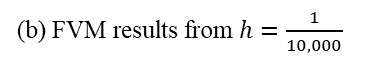 (b) FVM results from h = 1/10,000